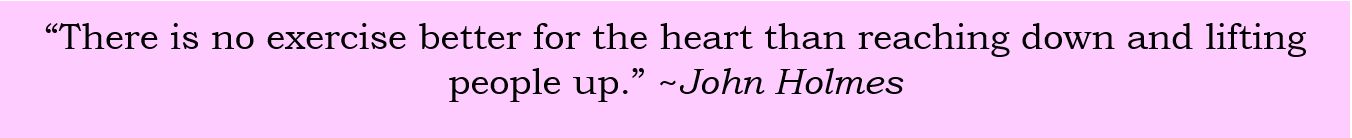 “There is no exercise better for the heart than reaching down and lifting
people up.” ~John Holmes